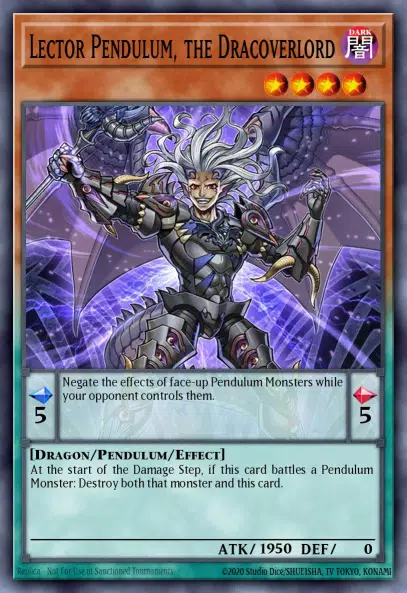 Lector Pendulum, the Dracoverlord
DARK
闇
Negate the effects of face-up Pendulum Monsters while
your opponent controls them.
5
5
[Dragon/Pendulum/Effect]
At the start of the Damage Step, if this card battles a Pendulum
Monster: Destroy both that monster and this card.
ATK/ 1950 DEF/ 0
Replica - Not For Use in Sanctioned Tournaments
©2020 Studio Dice/SHUEISHA, TV TOKYO, KONAMI